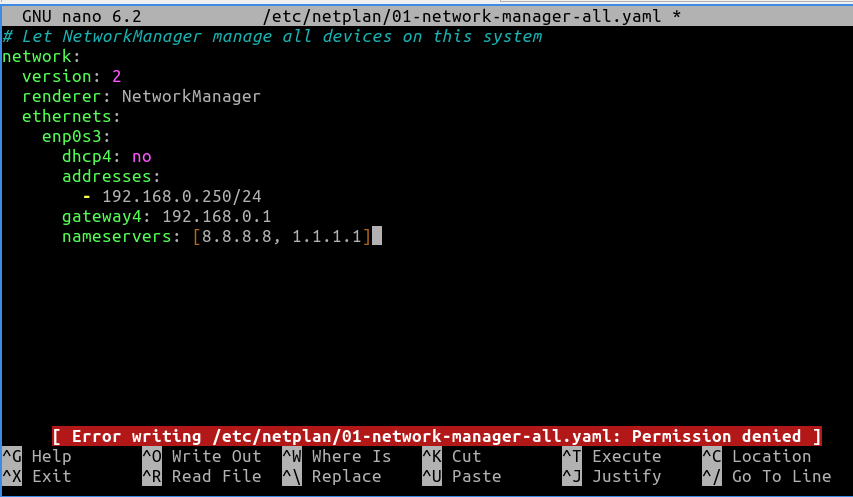 GNU nano 6.2 /etc/netplan/01-network-manager-all.yaml *
# Let NetworkManager manage all devices on this system
network:
  version: 2
  renderer: NetworkManager
  ethernets:
    enp0s3:
      dhcp4: no
      addresses:
        - 192.168.0.250/24
      gateway4: 192.168.0.1
      nameservers: [8.8.8.8, 1.1.1.1]
[ Error writing /etc/netplan/01-network-manager-all.yaml: Permission denied ]
^G Help ^O Write Out ^W Where Is ^K Cut ^T Execute ^C Location
^X Exit ^R Read File ^\ Replace ^U Paste ^J Justify ^/ Go To Line